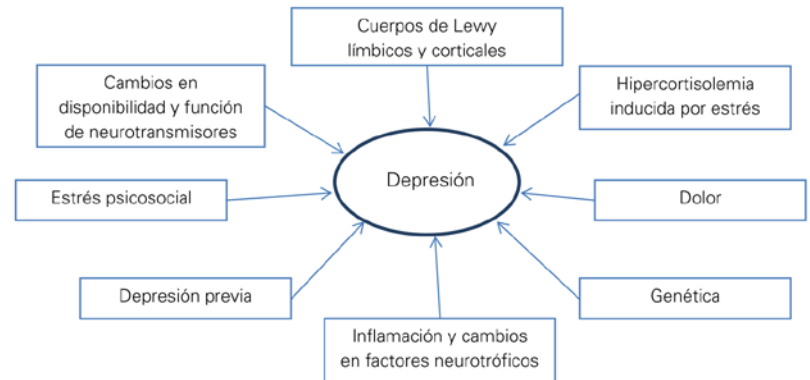 Cuerpos de Lewy
límbicos y corticales
Cambios en
disponibilidad y función
de neurotransmisores
Hipercortisolemia
inducida por estrés
Depresión
Estrés psicosocial
Dolor
Depresión previa
Genética
Inflamación y cambios
en factores neurotróficos